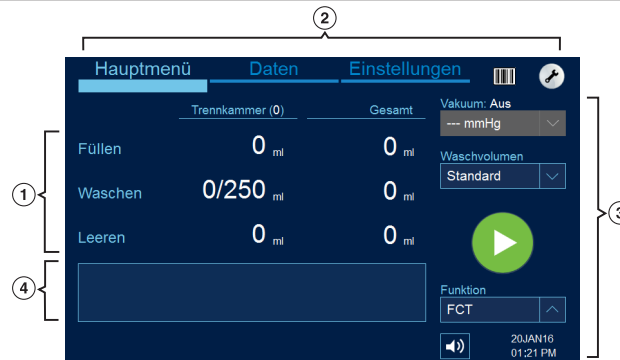 2
Hauptmenü Daten Einstellungen
Trennkammer (0) Gesamt
Vakuum: Aus
--- mmHg
Füllen 0 ml 0 ml
Waschvolumen
Standard
Waschen 0/250 ml 0 ml
1
3
Leeren 0 ml 0 ml
4
Funktion
FCT
20JAN16
01:21 PM